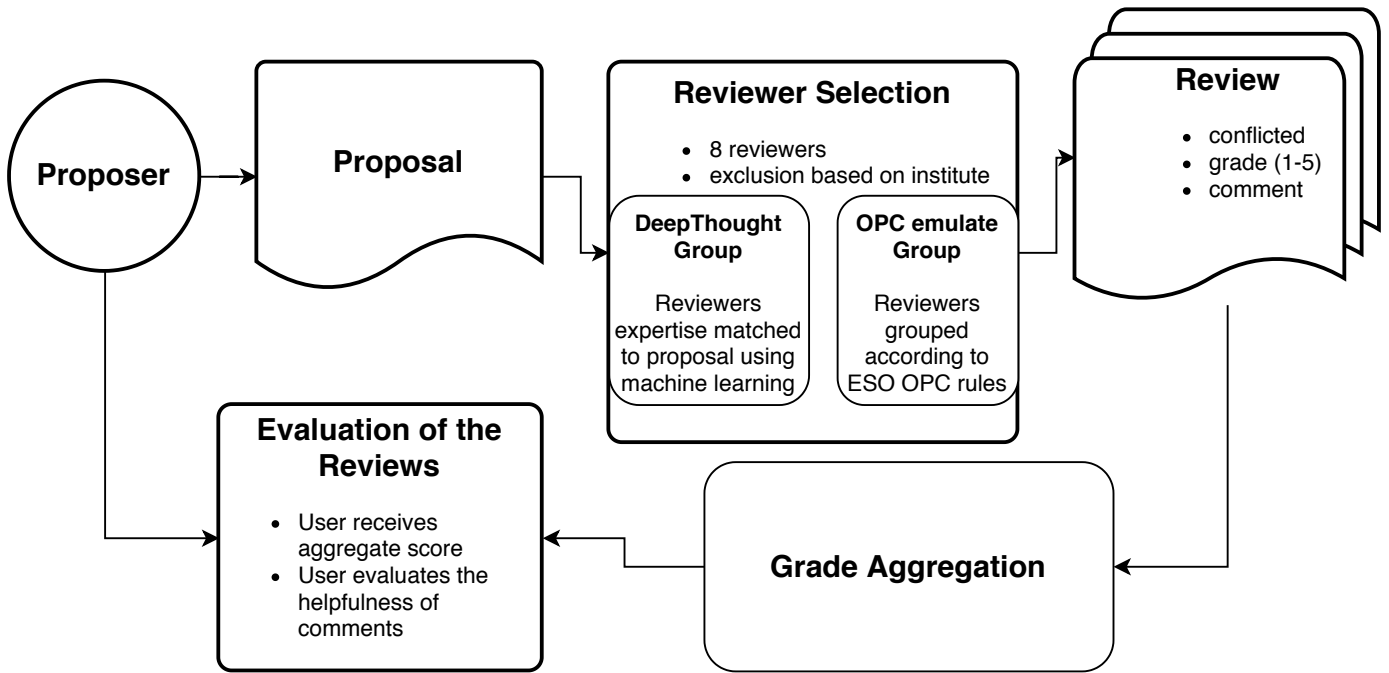 Proposer
Proposal
Reviewer Selection
• 8 reviewers
• exclusion based on institute
DeepThought
Group
Reviewers
expertise matched
to proposal using
machine learning
OPC emulate
Group
Reviewers
grouped
according to
ESO OPC rules
Review
• conflicted
• grade (1-5)
• comment
Grade Aggregation
Evaluation of the
Reviews
• User receives
aggregate score
• User evaluates the
helpfulness of
comments